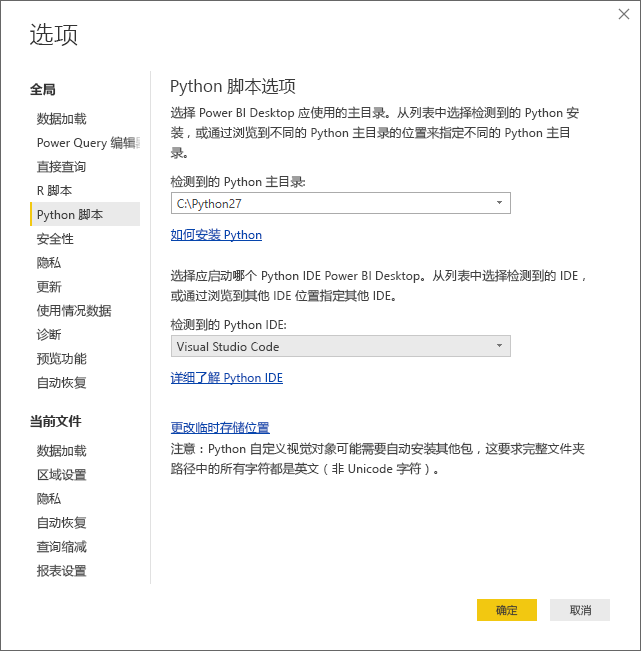 选项
全局
数据加载
Power Query 编辑
直接查询
R 脚本
Python 脚本
安全性
隐私
更新
使用情况数据
诊断
预览功能
自动恢复
当前文件
数据加载
区域设置
隐私
自动恢复
查询缩减
报表设置
Python 脚本选项
选择 Power BI Desktop 应使用的主目录。从列表中选择检测到的 Python 安
装，或通过浏览到不同的 Python 主目录的位置来指定不同的 Python 主目
录。
检测到的 Python 主目录:
C:\Python27
如何安装 Python
选择应启动哪个 Python IDE Power BI Desktop。从列表中选择检测到的 IDE，
或通过浏览到其他 IDE 位置指定其他 IDE。
检测到的 Python IDE:
Visual Studio Code
详细了解 Python IDE
更改临时存储位置
注意：Python 自定义视觉对象可能需要自动安装其他包，这要求完整文件夹
路径中的所有字符都是英文（非 Unicode 字符）。
确定
取消